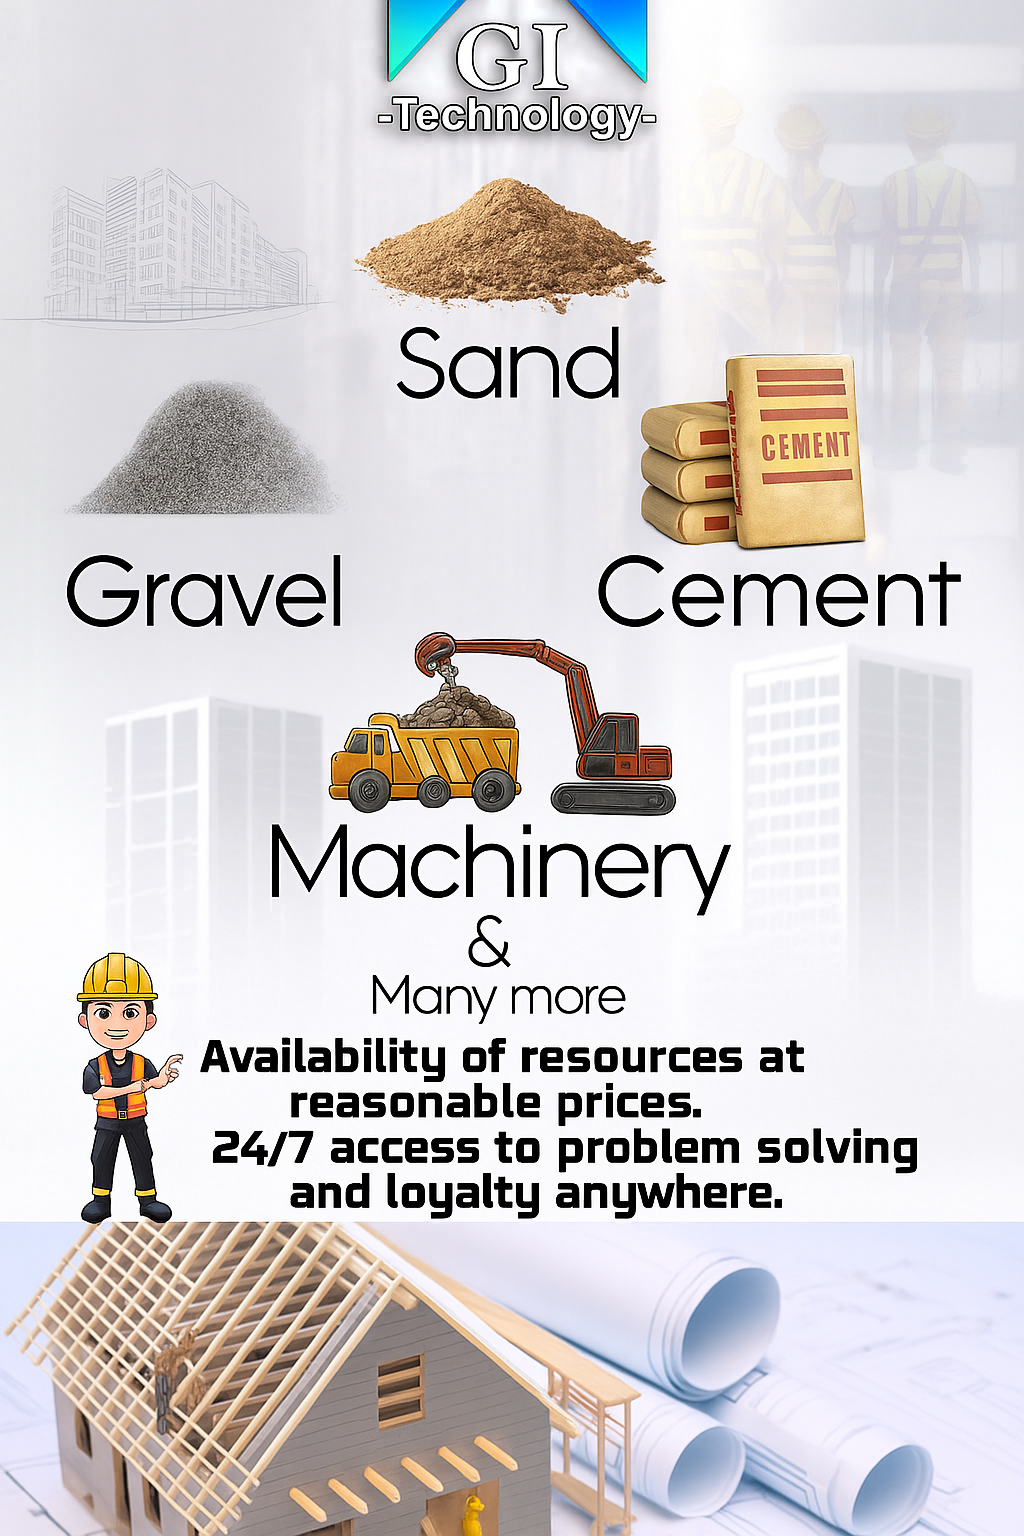 GI
-Technology-
Sand
CEMENT
Gravel
Cement
Machinery
&
Many more
Availability of resources at
reasonable prices.
24/7 access to problem solving
and loyalty anywhere.